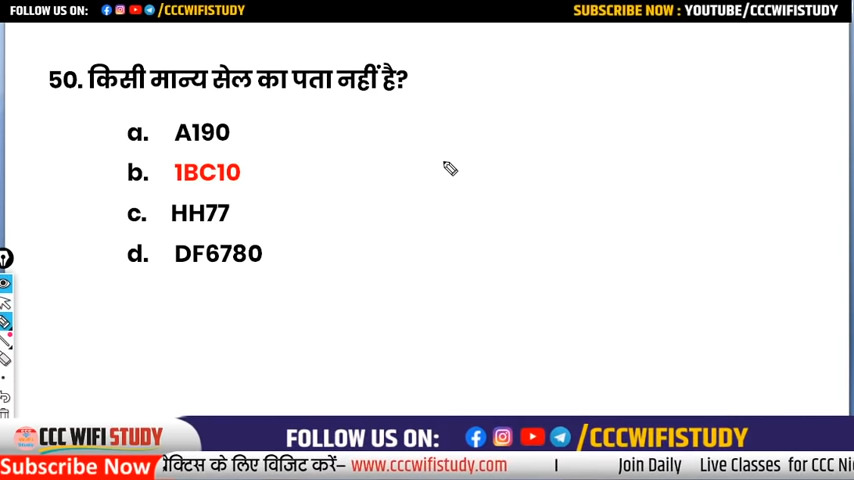 FOLLOW US ON: /CCCWIFISTUDY SUBSCRIBE NOW : YOUTUBE/CCCWIFISTUDY
50. किसी मान्य सेल का पता नहीं है?
a. A190
b. 1BC10
c. HH77
d. DF6780
CCC WIFI STUDY FOLLOW US ON: /CCCWIFISTUDY
Subscribe Now प्रैक्टिस के लिए विजिट करें– www.cccwifistudy.com I Join Daily Live Classes for CCC